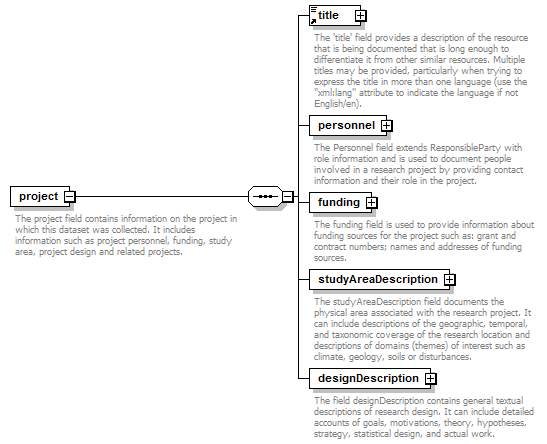 title
The 'title' field provides a description of the resource
that is being documented that is long enough to
differentiate it from other similar resources. Multiple
titles may be provided, particularly when trying to
express the title in more than one language (use the
"xml:lang" attribute to indicate the language if not
English/en).
personnel
The Personnel field extends ResponsibleParty with
role information and is used to document people
involved in a research project by providing contact
information and their role in the project.
project
The project field contains information on the project in
which this dataset was collected. It includes
information such as project personnel, funding, study
area, project design and related projects.
funding
The funding field is used to provide information about
funding sources for the project such as: grant and
contract numbers; names and addresses of funding
sources.
studyAreaDescription
The studyAreaDescription field documents the
physical area associated with the research project. It
can include descriptions of the geographic, temporal,
and taxonomic coverage of the research location and
descriptions of domains (themes) of interest such as
climate, geology, soils or disturbances.
designDescription
The field designDescription contains general textual
descriptions of research design. It can include detailed
accounts of goals, motivations, theory, hypotheses,
strategy, statistical design, and actual work.